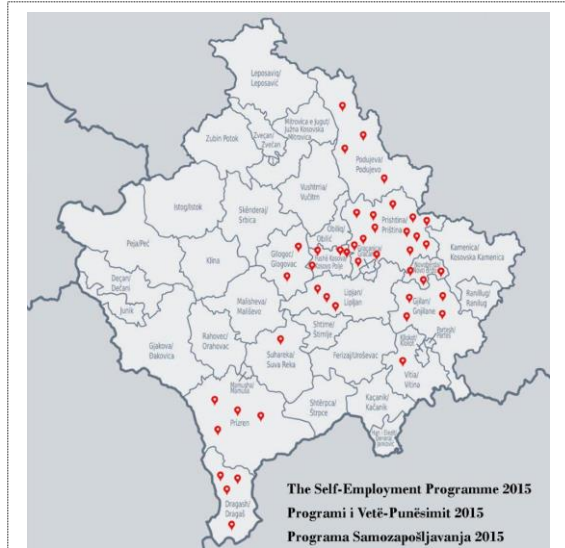 Leposaviq/
Leposavić
Zubin Potok
Zveçan/
Zvečan
Mitrovica e Jugut/
Južna Kosovska
Mitrovica
Podujeva/
Podujevo
Vushtrria/
Vučitrn
Istog/Istok
Skënderaj/
Srbica
Obiliq/
Obilić
Prishtina/
Priština
Peja/Peć
Klina
Gllogoc/
Glogovac
Fushë Kosova/
Kosovo Polje
Graçanica/
Kamenica/
Kosovska Kamenica
Novobërda/
Novo Brdo
Deçan/
Dečani
Junik
Malisheva/
Mališevo
Lipjan/
Lipljan
Gjilan/
Gnjilane
Ranillug/
Ranilug
Partesh/
Parteš
Gjakova/
Đakovica
Rahovec/
Orahovac
Shtime/
Štimlje
Suhareka/
Suva Reka
Ferizaj/Uroševac
Kllokot/
Klokot
Vitia/
Vitina
Mamusha/
Mamuša
Prizren
Shtërpca/
Štrpce
Kaçanik/
Kačanik
Dragash/
Dragaš
The Self-Employment Programme 2015
Programi i Vetë-Punësimit 2015
Programa Samozapošljavanja 2015